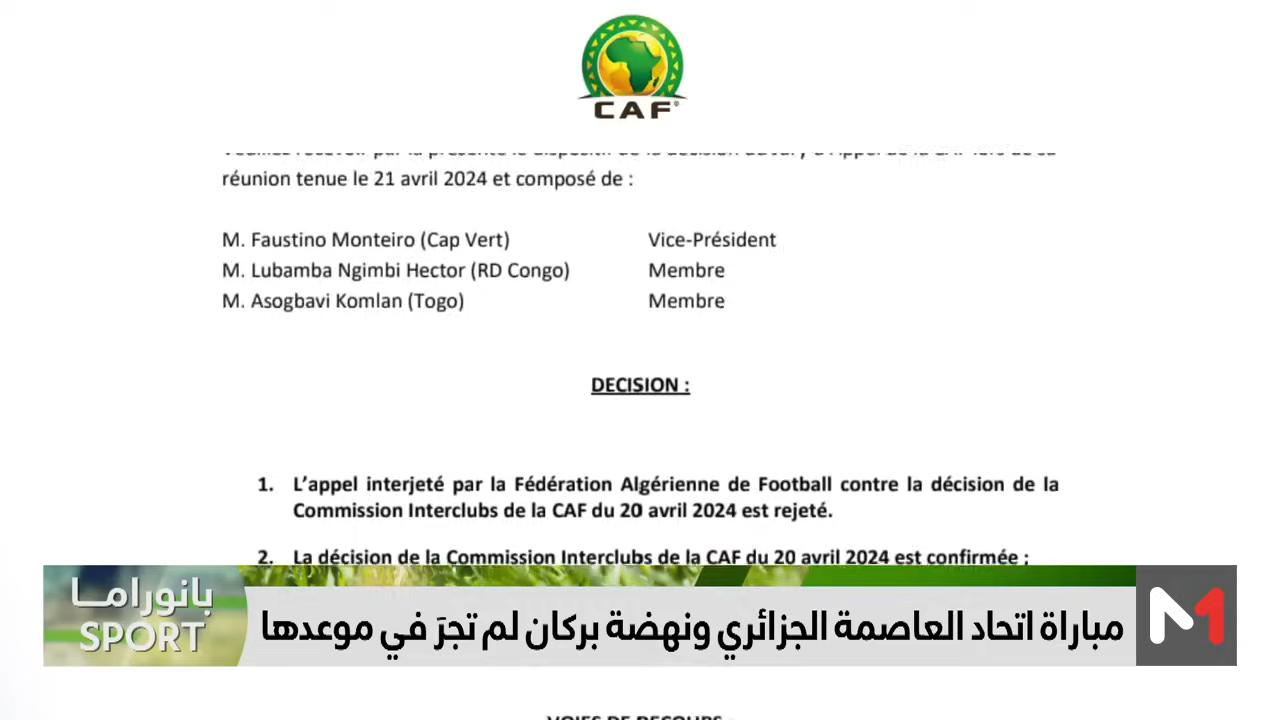 CAF
réunion tenue le 21 avril 2024 et composé de :
M. Faustino Monteiro (Cap Vert) Vice-Président
M. Lubamba Ngimbi Hector (RD Congo) Membre
M. Asogbavi Komlan (Togo) Membre
DECISION :
1. L’appel interjeté par la Fédération Algérienne de Football contre la décision de la
Commission Interclubs de la CAF du 20 avril 2024 est rejeté.
2. La décision de la Commission Interclubs de la CAF du 20 avril 2024 est confirmée ;
بانوراما
SPORT
مباراة اتحاد العاصمة الجزائري ونهضة بركان لم تجرَ في موعدها
M1
VOIES DE RECOURS :